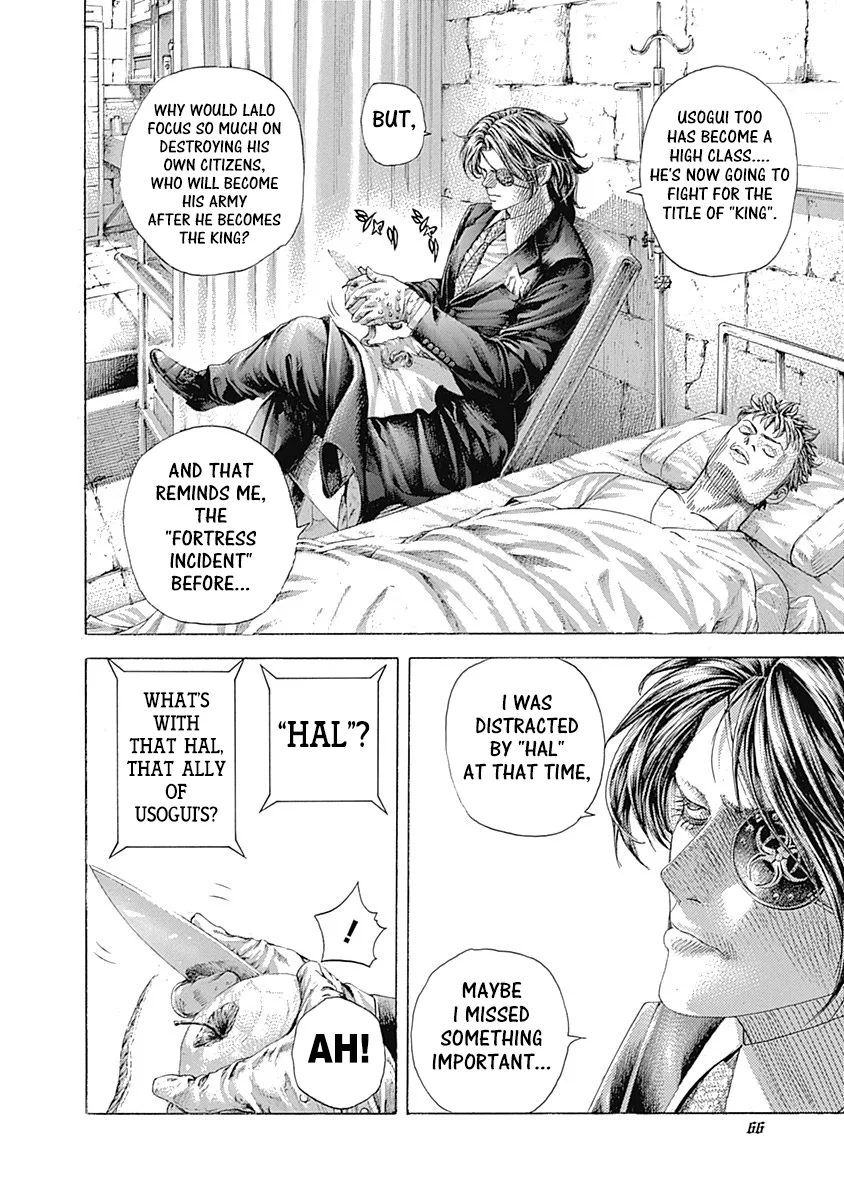 USOGUI TOO
HAS BECOME A
HIGH CLASS....
HE'S NOW GOING TO
FIGHT FOR THE
TITLE OF "KING".
BUT,
WHY WOULD LALO
FOCUS SO MUCH ON
DESTROYING HIS
OWN CITIZENS,
WHO WILL BECOME
HIS ARMY
AFTER HE BECOMES
THE KING?
AND THAT
REMINDS ME,
THE
"FORTRESS
INCIDENT"
BEFORE...
I WAS
DISTRACTED
BY "HAL"
AT THAT TIME,
MAYBE
I MISSED
SOMETHING
IMPORTANT...
“HAL”?
WHAT'S
WITH
THAT HAL,
THAT ALLY
OF
USOGUI'S?
!
AH!
66